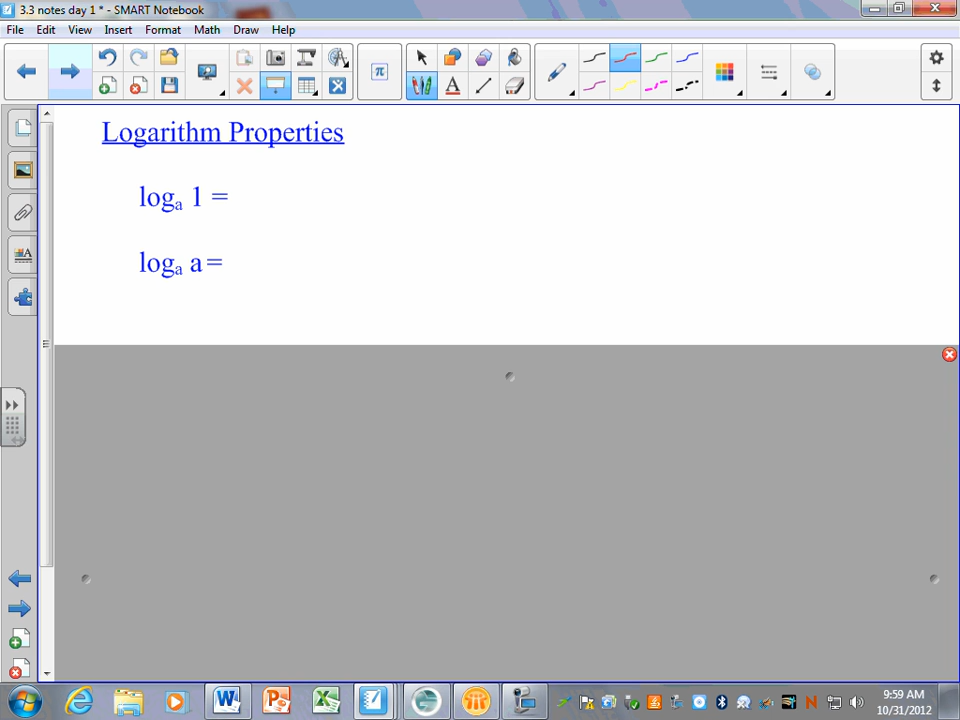 3.3 notes day 1 * - SMART Notebook
File Edit View Insert Format Math Draw Help
Logarithm Properties
logₐ 1 =
logₐ a =
9:59 AM
10/31/2012